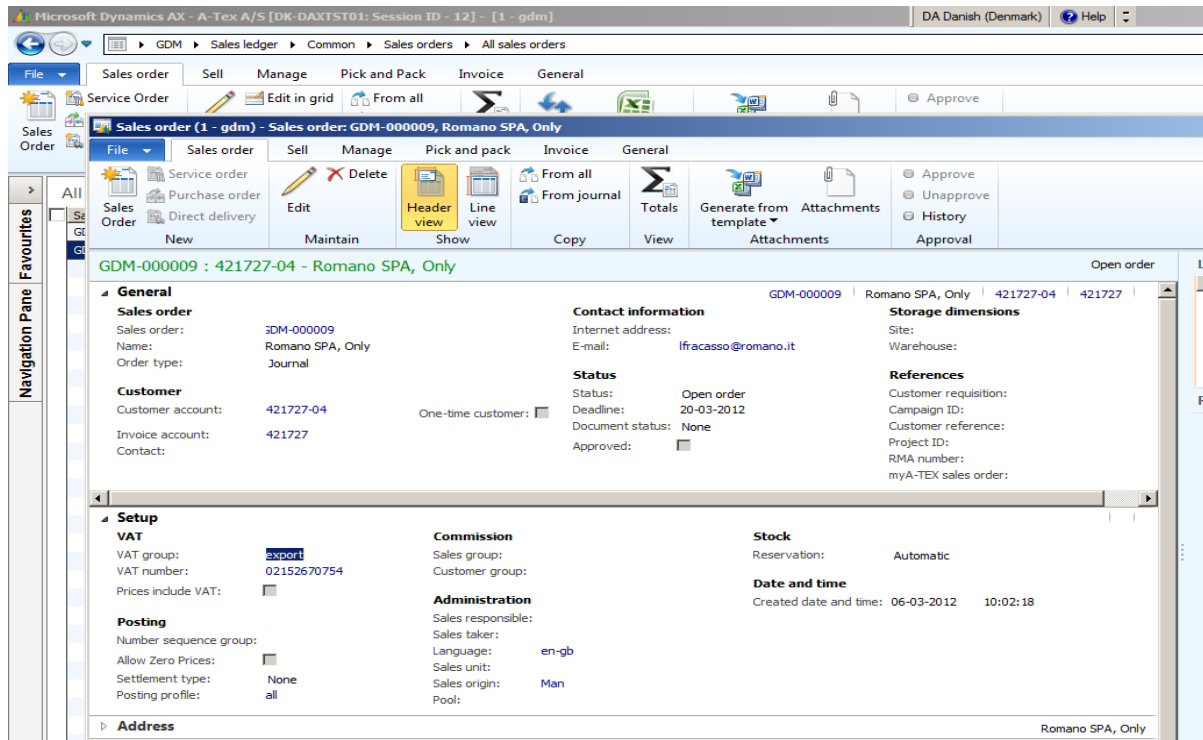 Microsoft Dynamics AX - A-Tex A/S [DK-DAXTST01: Session ID - 12] - [1 - gdm]
DA Danish (Denmark)
Help
GDM Sales ledger Common Sales orders All sales orders
File Sales order Sell Manage Pick and Pack Invoice General
Service Order
Edit in grid
From all
Approve
Sales
Order
Sales order (1 - gdm) - Sales order: GDM-000009, Romano SPA, Only
File Sales order Sell Manage Pick and pack Invoice General
Sales
Order
Service order
Purchase order
Direct delivery
New
Edit
Delete
Maintain
Header
view
Line
view
Show
From all
From journal
Copy
Totals
View
Generate from
template
Attachments
Attachments
Approve
Unapprove
History
Approval
All
Favourites
Navigation Pane
GDM-000009 : 421727-04 - Romano SPA, Only
Open order
General
GDM-000009 Romano SPA, Only 421727-04 421727
Sales order
Sales order: GDM-000009
Name: Romano SPA, Only
Order type: Journal
Customer
Customer account: 421727-04
One-time customer:
Invoice account: 421727
Contact:
Contact information
Internet address:
E-mail: lfracasso@romano.it
Status
Status: Open order
Deadline: 20-03-2012
Document status: None
Approved:
Storage dimensions
Site:
Warehouse:
References
Customer requisition:
Campaign ID:
Customer reference:
Project ID:
RMA number:
myA-TEX sales order:
Setup
VAT
VAT group: export
VAT number: 02152670754
Prices include VAT:
Posting
Number sequence group:
Allow Zero Prices:
Settlement type: None
Posting profile: all
Commission
Sales group:
Customer group:
Administration
Sales responsible:
Sales taker:
Language: en-gb
Sales unit:
Sales origin: Man
Pool:
Stock
Reservation: Automatic
Date and time
Created date and time: 06-03-2012 10:02:18
Address
Romano SPA, Only